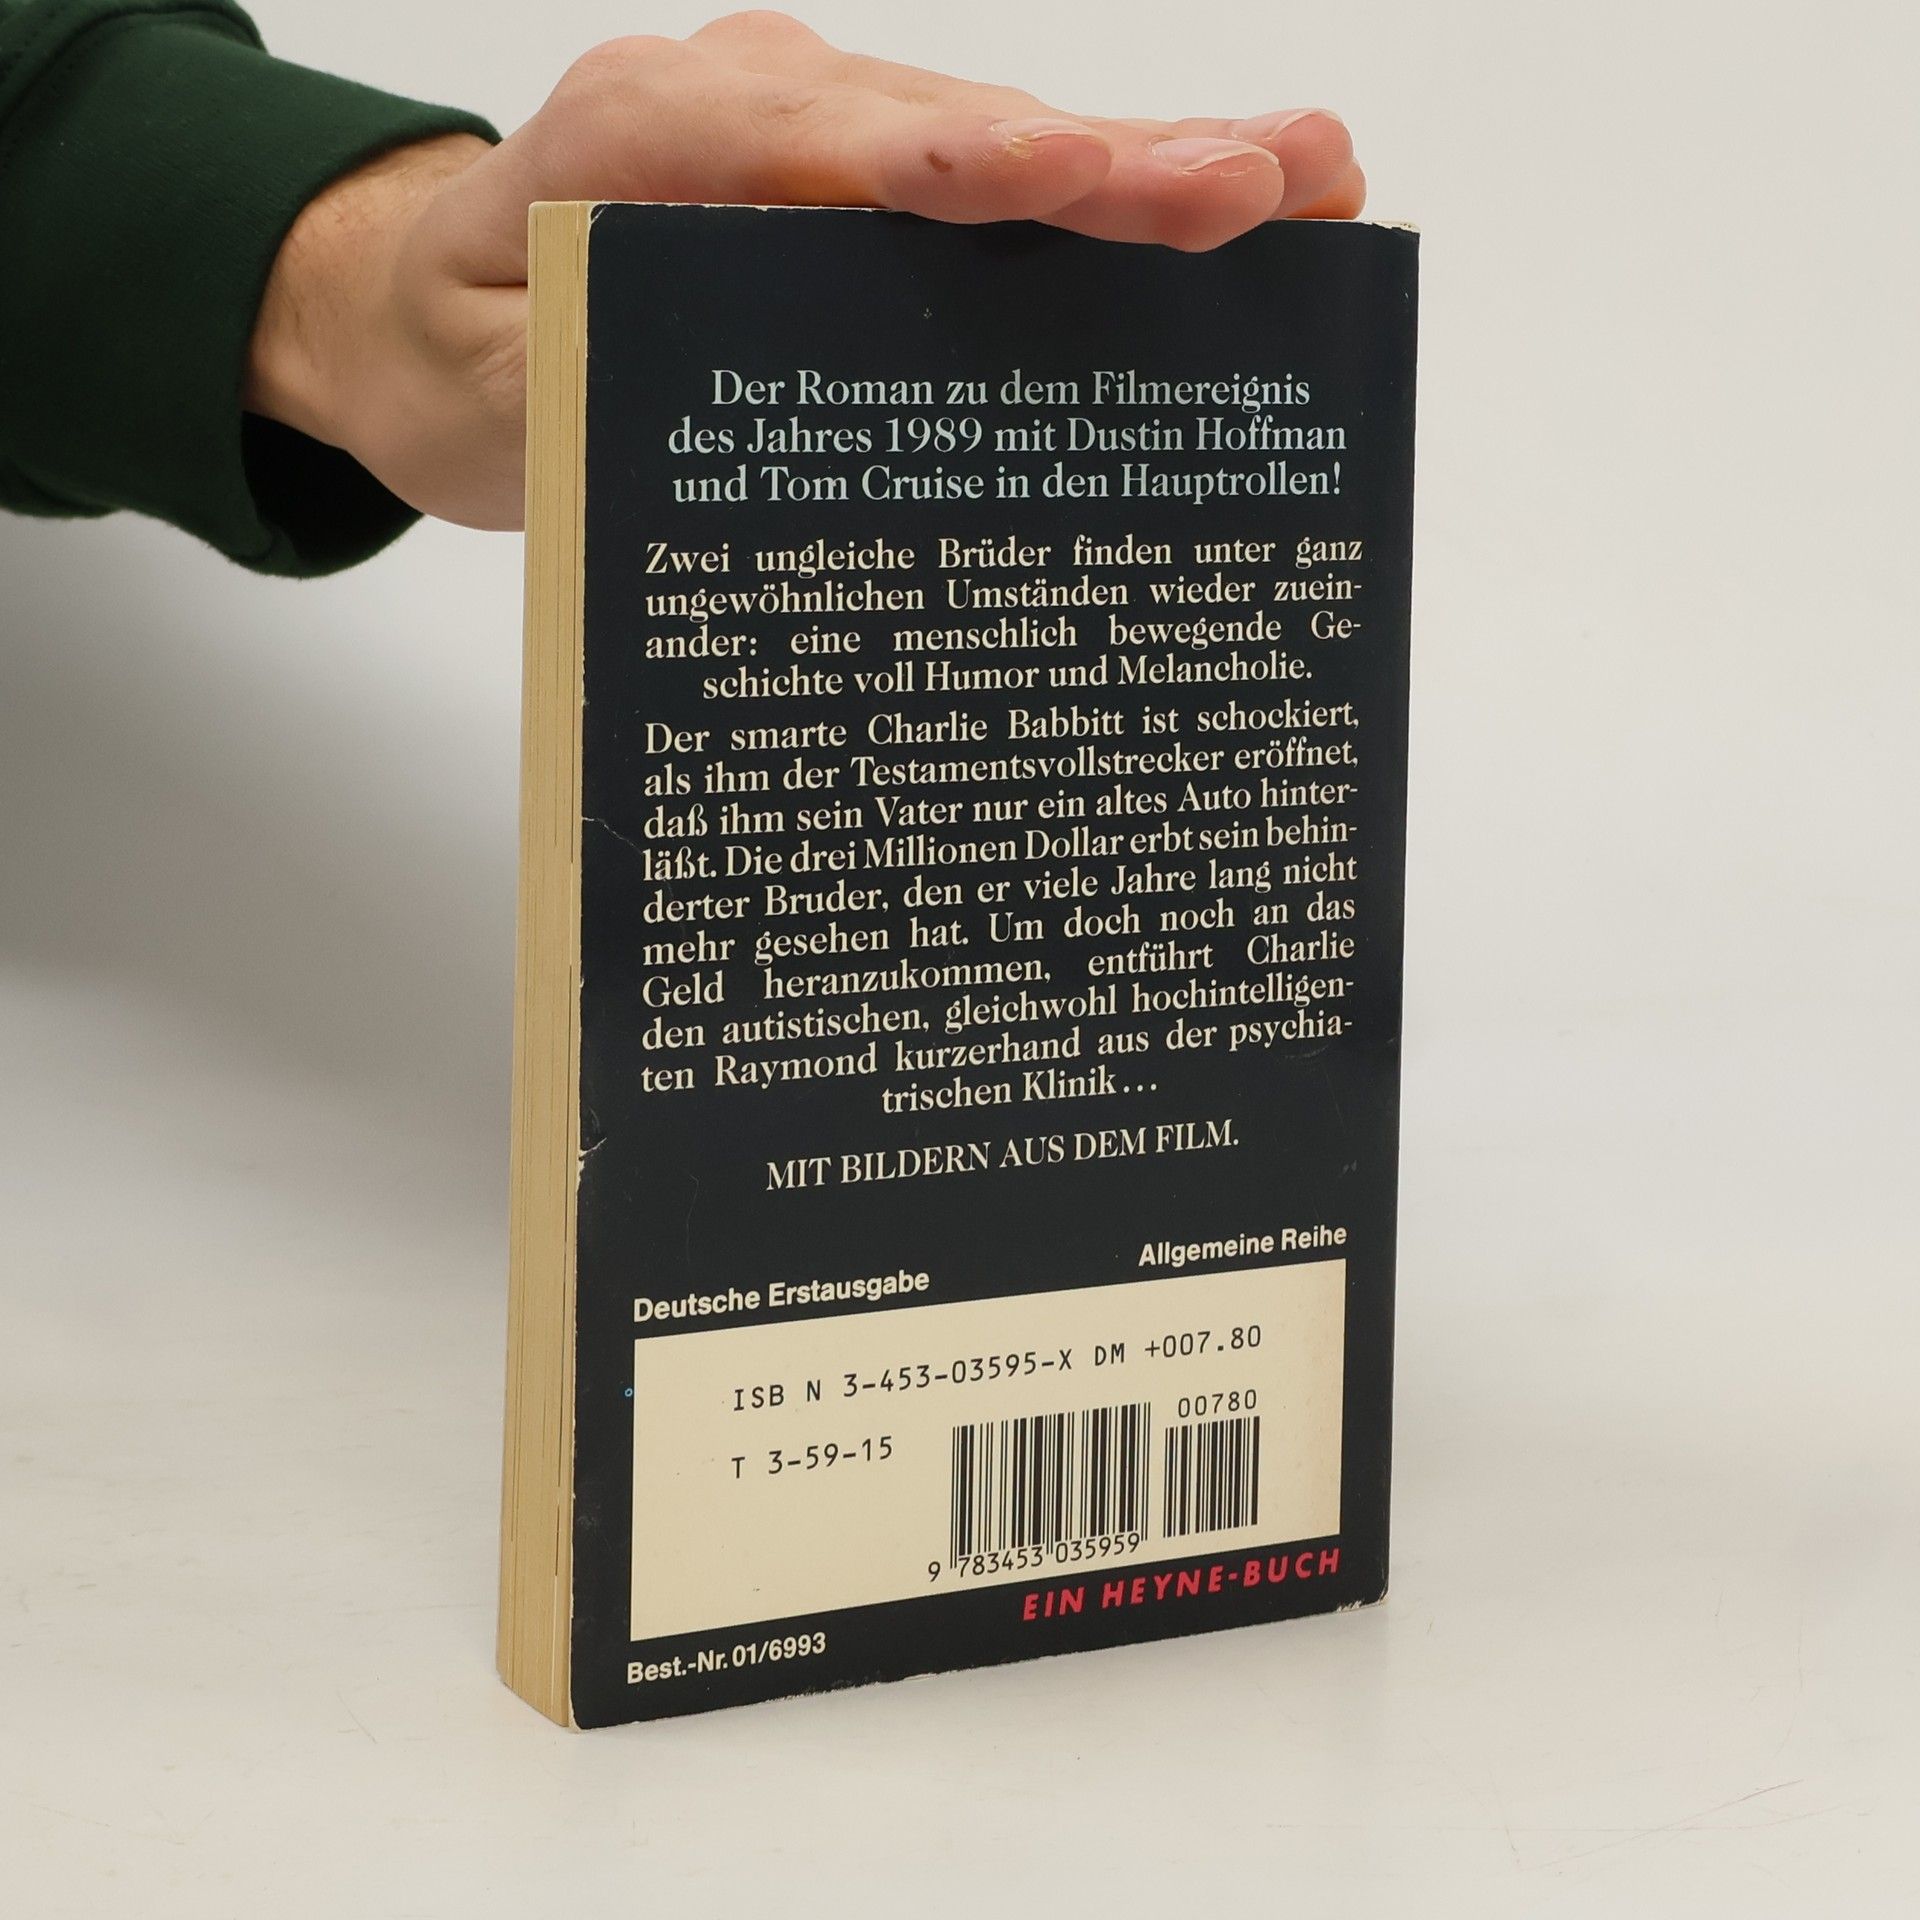 Der Roman zu dem Filmereignis
des Jahres 1989 mit Dustin Hoffman
und Tom Cruise in den Hauptrollen!
Zwei ungleiche Brüder finden unter ganz
ungewöhnlichen Umständen wieder zuein-
ander: eine menschlich bewegende Ge-
schichte voll Humor und Melancholie.
Der smarte Charlie Babbitt ist schockiert,
als ihm der Testamentsvollstrecker eröffnet,
daß ihm sein Vater nur ein altes Auto hinter-
läßt. Die drei Millionen Dollar erbt sein behin-
derter Bruder, den er viele Jahre lang nicht
mehr gesehen hat. Um doch noch an das
Geld heranzukommen, entführt Charlie
den autistischen, gleichwohl hochintelligen-
ten Raymond kurzerhand aus der psychia-
trischen Klinik...
MIT BILDERN AUS DEM FILM.
Deutsche Erstausgabe
Allgemeine Reihe
ISB N 3-453-03595-X DM +007.80
00780
T 3-59-15
9 783453 035959
EIN HEYNE-BUCH
Best.-Nr. 01/6993